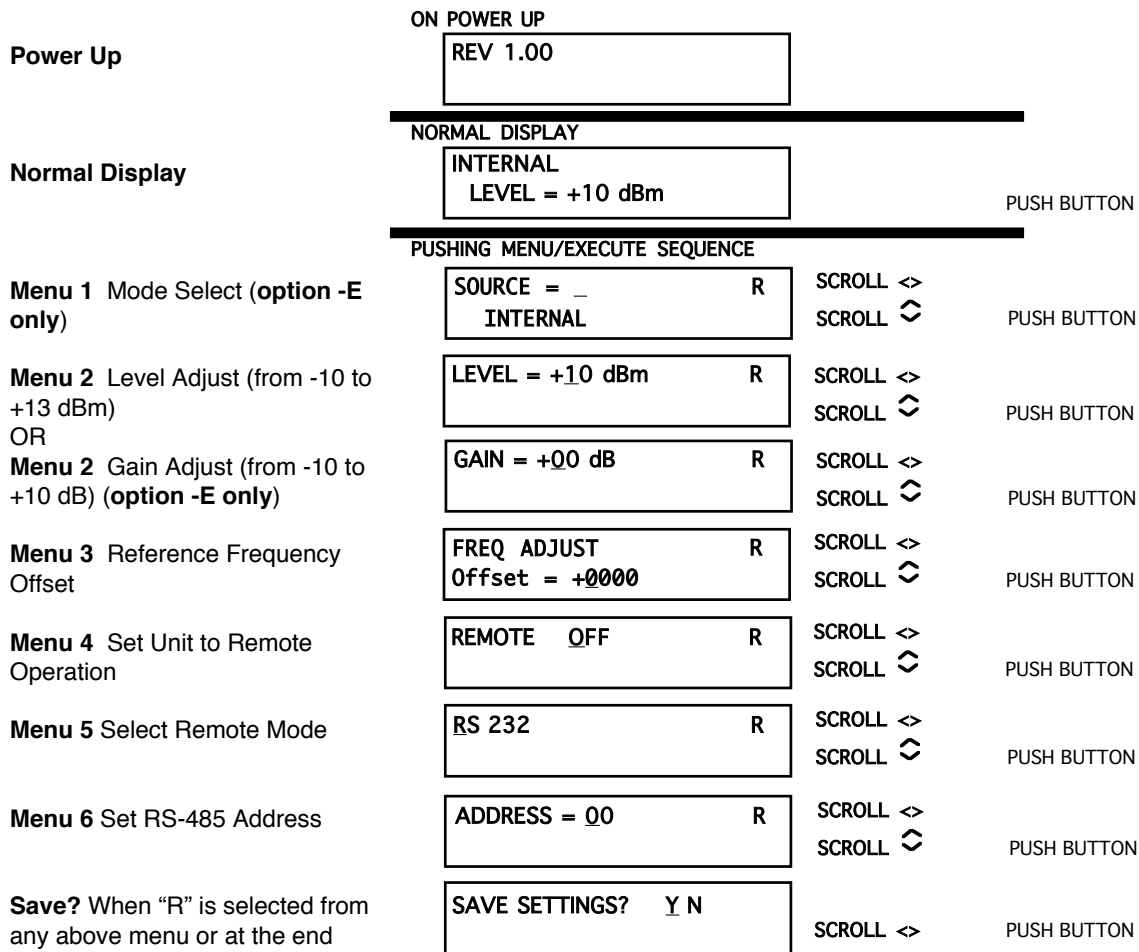 ON POWER UP
Power Up
REV 1.00
NORMAL DISPLAY
Normal Display
INTERNAL
LEVEL = +10 dBm
PUSH BUTTON
PUSHING MENU/EXECUTE SEQUENCE
Menu 1 Mode Select (option -E
only)
SOURCE = _ R
INTERNAL
SCROLL <>
SCROLL
PUSH BUTTON
Menu 2 Level Adjust (from -10 to
+13 dBm)
OR
LEVEL = +10 dBm R
SCROLL <>
SCROLL
PUSH BUTTON
Menu 2 Gain Adjust (from -10 to
+10 dB) (option -E only)
GAIN = +00 dB R
SCROLL <>
SCROLL
PUSH BUTTON
Menu 3 Reference Frequency
Offset
FREQ ADJUST R
Offset = +0000
SCROLL <>
SCROLL
PUSH BUTTON
Menu 4 Set Unit to Remote
Operation
REMOTE OFF R
SCROLL <>
SCROLL
PUSH BUTTON
Menu 5 Select Remote Mode
RS 232 R
SCROLL <>
SCROLL
PUSH BUTTON
Menu 6 Set RS-485 Address
ADDRESS = 00 R
SCROLL <>
SCROLL
PUSH BUTTON
Save? When “R” is selected from
any above menu or at the end
SAVE SETTINGS? Y N
SCROLL <>
PUSH BUTTON